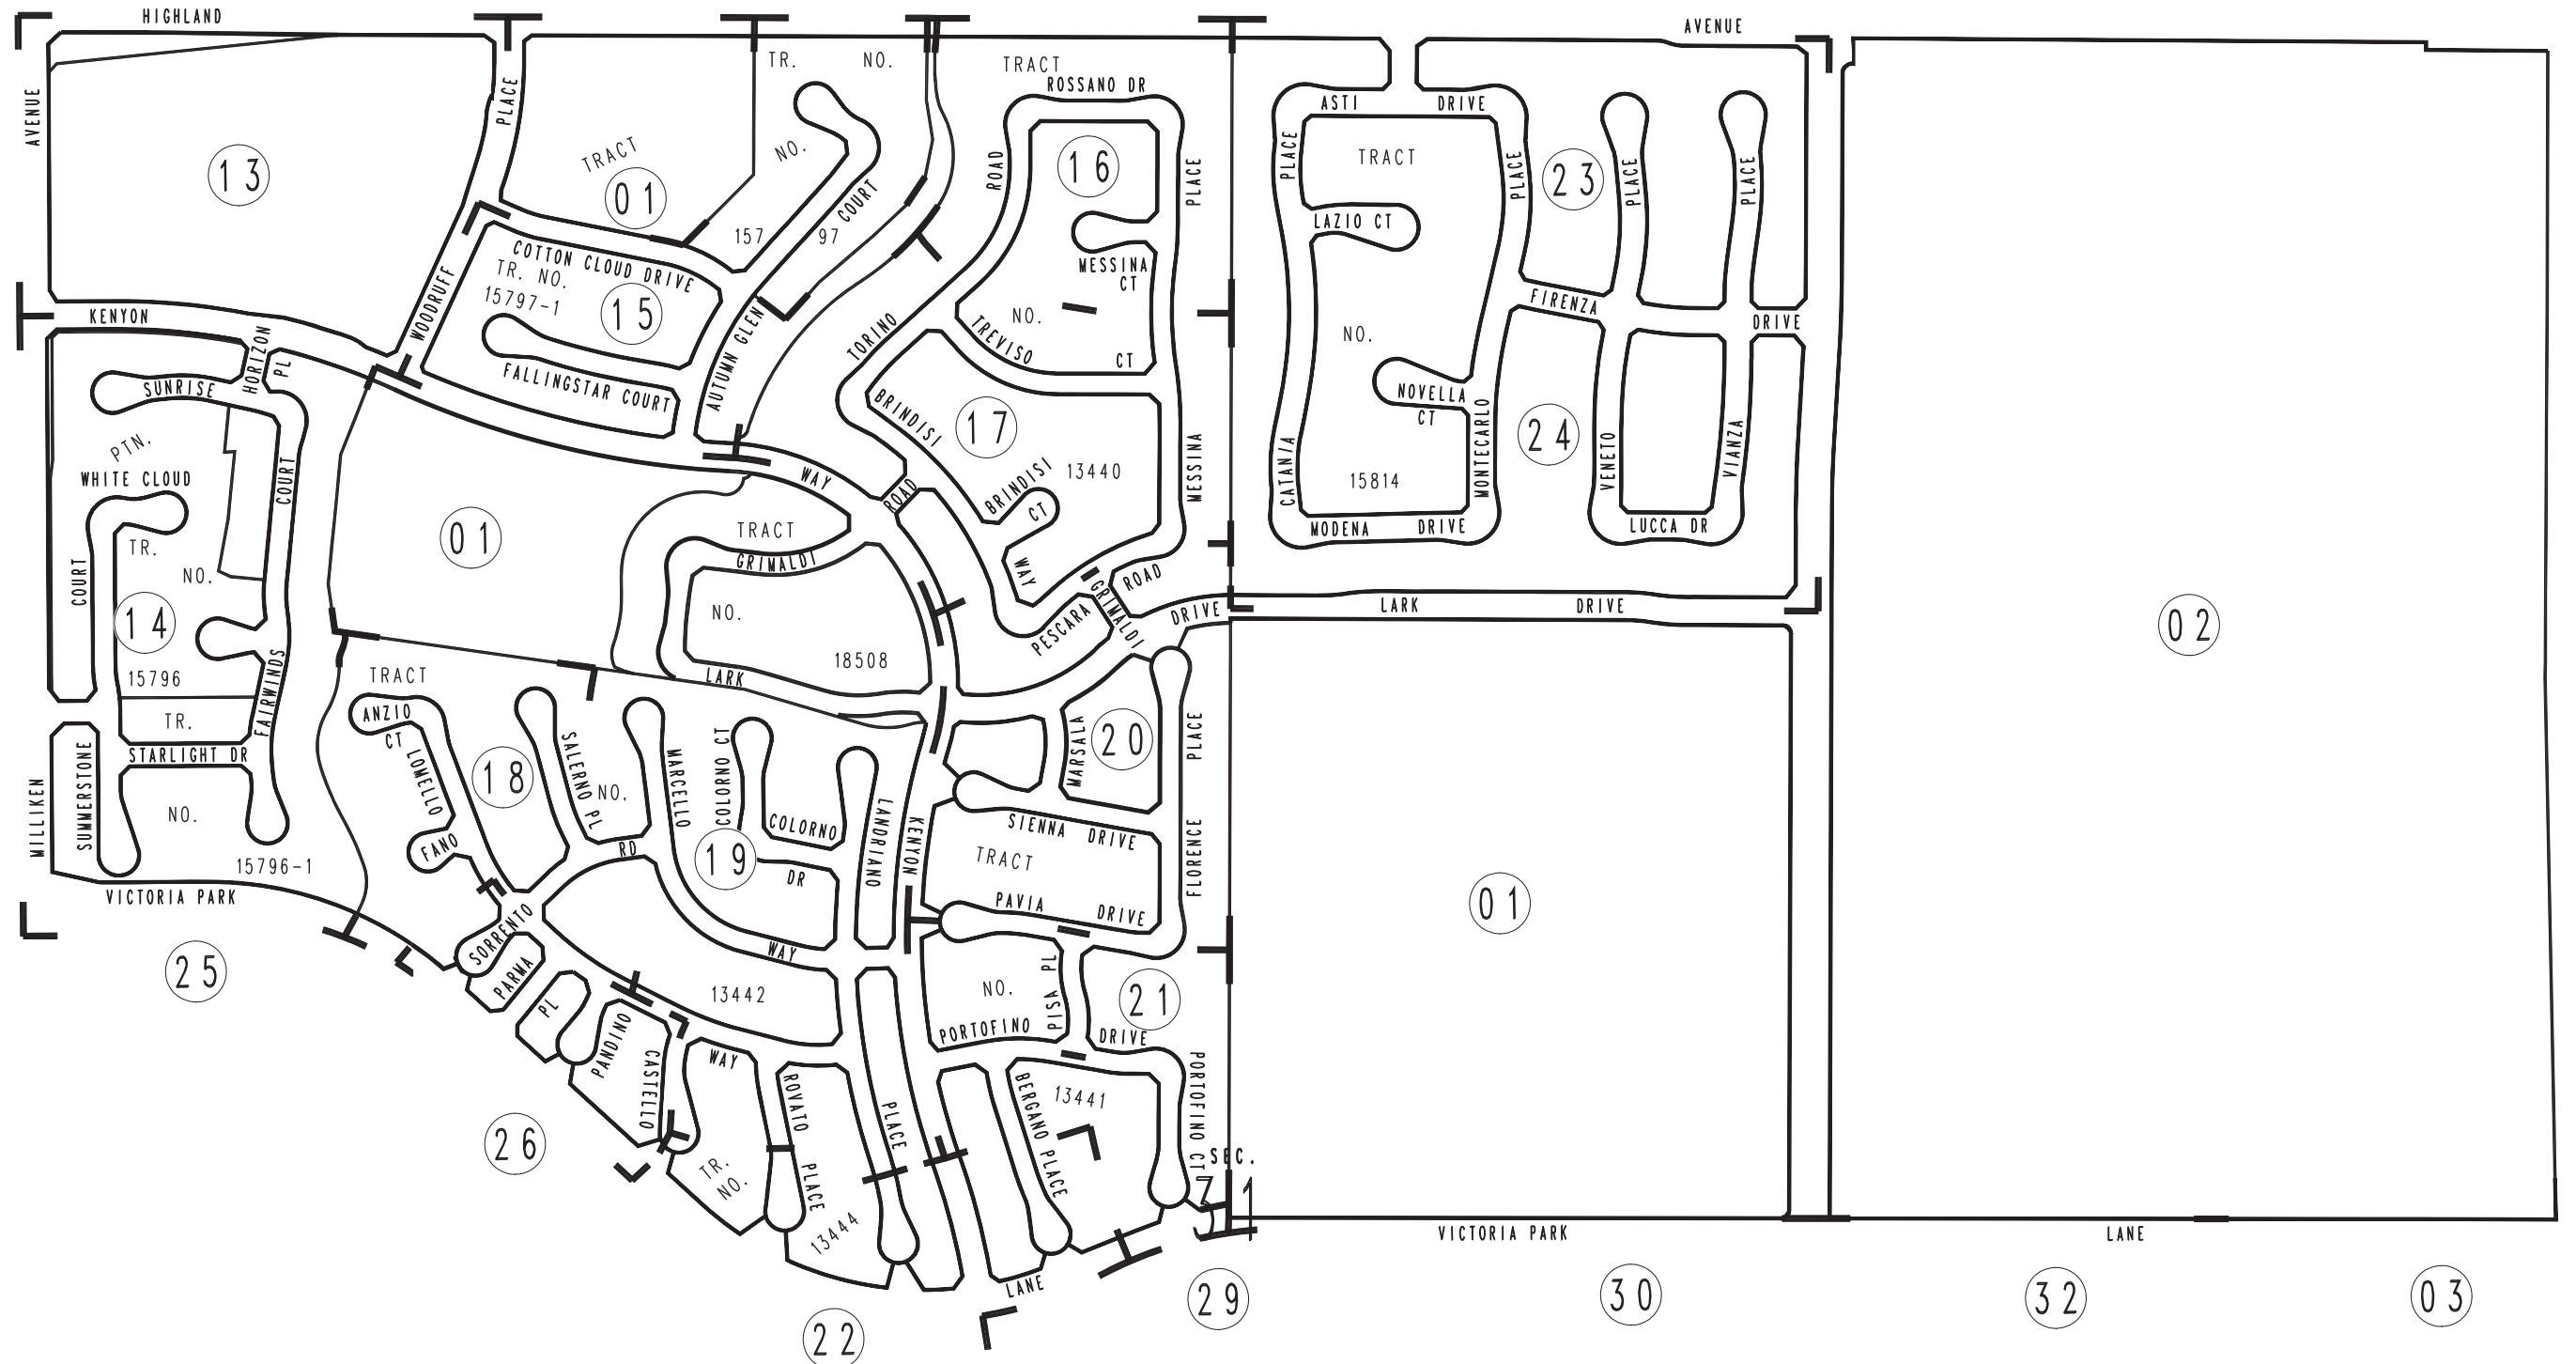 HIGHLAND
AVENUE
AVENUE
PLACE
TR. NO.
TRACT
ROSSANO DR
ASTI DRIVE
13
TRACT
01
NO.
COURT
157 97
ROAD
16
PLACE
PLACE
TRACT
PLACE
23
PLACE
PLACE
LAZIO CT
COTTON CLOUD DRIVE
TR. NO.
15797-1
15
MESSINA
CT
WOODRUFF
KENYON
HORIZON
PL
AUTUMN GLEN
TORINO
NO.
TREVISO CT
NO.
FIRENZA
DRIVE
SUNRISE
FALLINGSTAR COURT
BRINDISI
17
NOVELLA
CT
MONTECARLO
24
VENETO
VIANZA
PTN.
WHITE CLOUD
COURT
WAY
ROAD
BRINDISI
CT
13440
MESSINA
CATANIA
15814
MODENA DRIVE
LUCCA DR
TR.
NO.
COURT
01
TRACT
GRIMALDI
NO.
WAY
GRIMALDI
ROAD
PESCARA
DRIVE
LARK DRIVE
02
14
15796
18508
LARK
TR.
FAIRWINDS
STARLIGHT DR
TRACT
ANZIO
CT
LOMELLO
18
SALERNO PL
NO.
MARCELLO
COLORNO CT
MARSALA
20
PLACE
MILLIKEN
SUMMERSTONE
NO.
15796-1
VICTORIA PARK
FANO
RD
19
COLORNO
DR
LANDRIANO
KENYON
SIENNA DRIVE
TRACT
FLORENCE
PAVIA DRIVE
01
25
SORRENTO
PARMA
PL
WAY
13442
NO.
PISA PL
21
PORTOFINO
DRIVE
PANDINO
CASTELLO
WAY
ROVATO PLACE
PLACE
BERGANO PLACE
13441
PORTOFINO CT
26
TR.
NO.
13444
SEC.
31
VICTORIA PARK
LANE
LANE
22
29
30
32
03